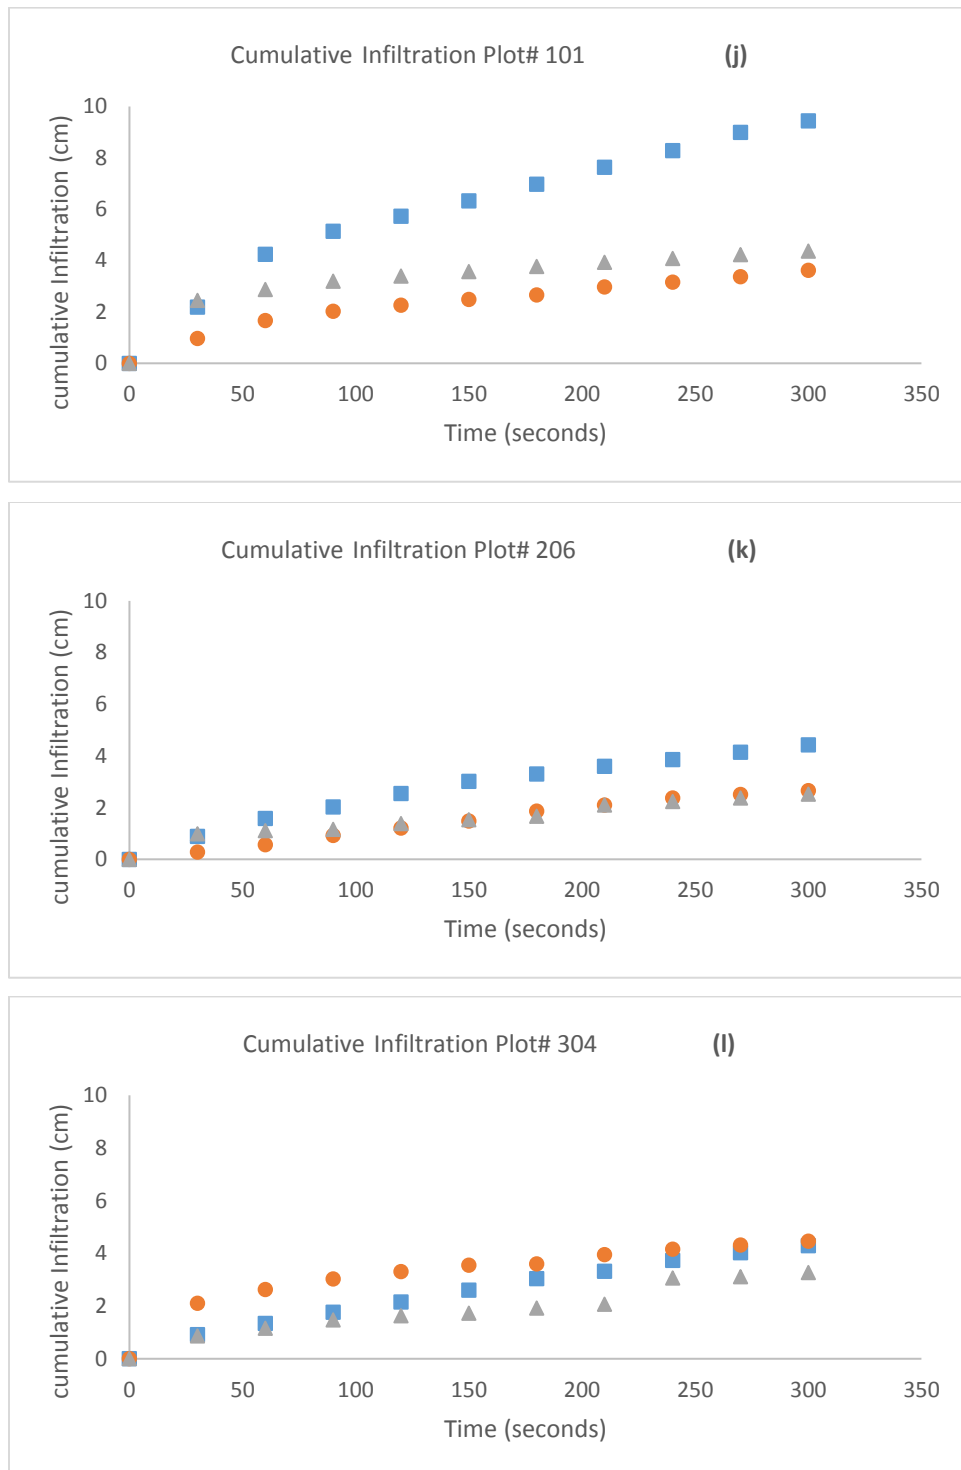 Cumulative Infiltration Plot# 101 (j)
cumulative Infiltration (cm)
10
8
6
4
2
0
0 50 100 150 200 250 300 350
Time (seconds)
Cumulative Infiltration Plot# 206 (k)
cumulative Infiltration (cm)
10
8
6
4
2
0
0 50 100 150 200 250 300 350
Time (seconds)
Cumulative Infiltration Plot# 304 (l)
cumulative Infiltration (cm)
10
8
6
4
2
0
0 50 100 150 200 250 300 350
Time (seconds)